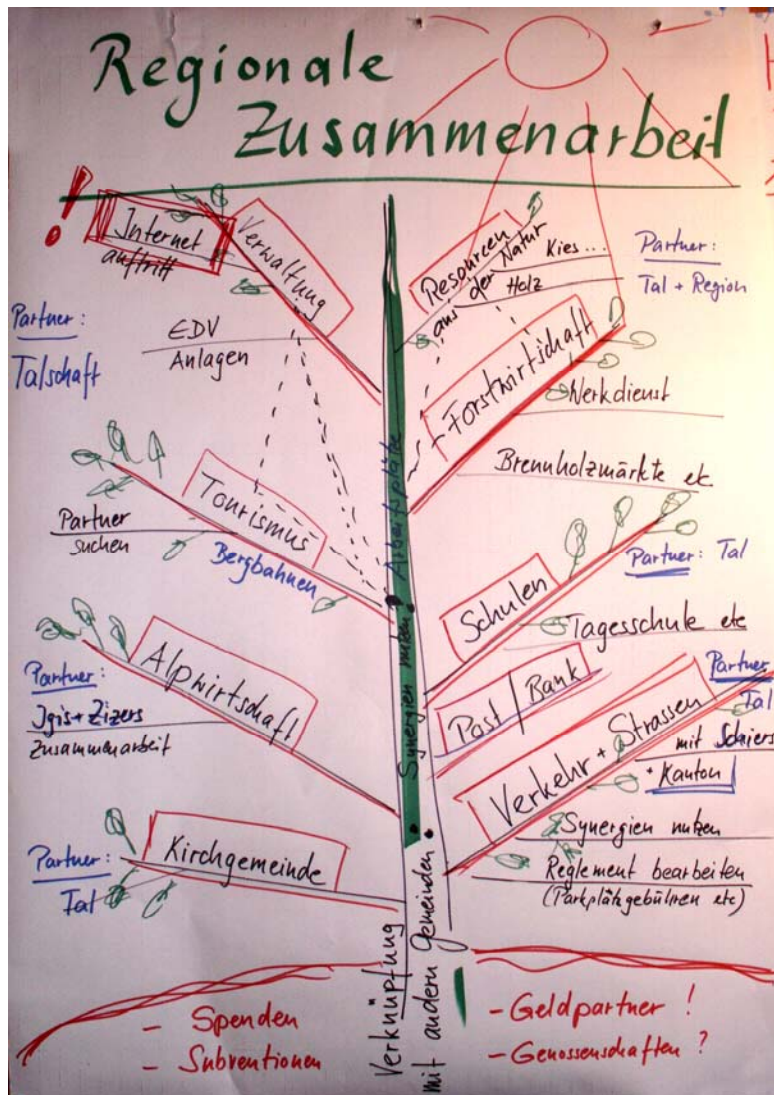 Regionale
Zusammenarbeit
!
Internet
auftritt
Verwaltung
EDV
Anlagen
Partner:
Talschaft
Resourcen
aus der Natur
Kies...
Holz
Partner:
Tal + Region
Forstwirtschaft
Werkdienst
Brennholzmärkte etc
Tourismus
Partner
suchen
Bergbahnen
Schulen
Partner: Tal
Tagesschule etc
Alpwirtschaft
Partner:
Igis + Zizers
Zusammenarbeit
Post / Bank
Verkehr + Strassen
Partner
Tal
mit Schiers
+ Kanton
Synergien nutzen
Reglement bearbeiten
(Parkplätzgebühren etc)
Kirchgemeinde
Partner:
Tal
Arbeitsplätze
Synergien nutzen
Verknüpfung
mit andern Gemeinden
- Spenden
- Subventionen
- Geldpartner !
- Genossenschaften ?